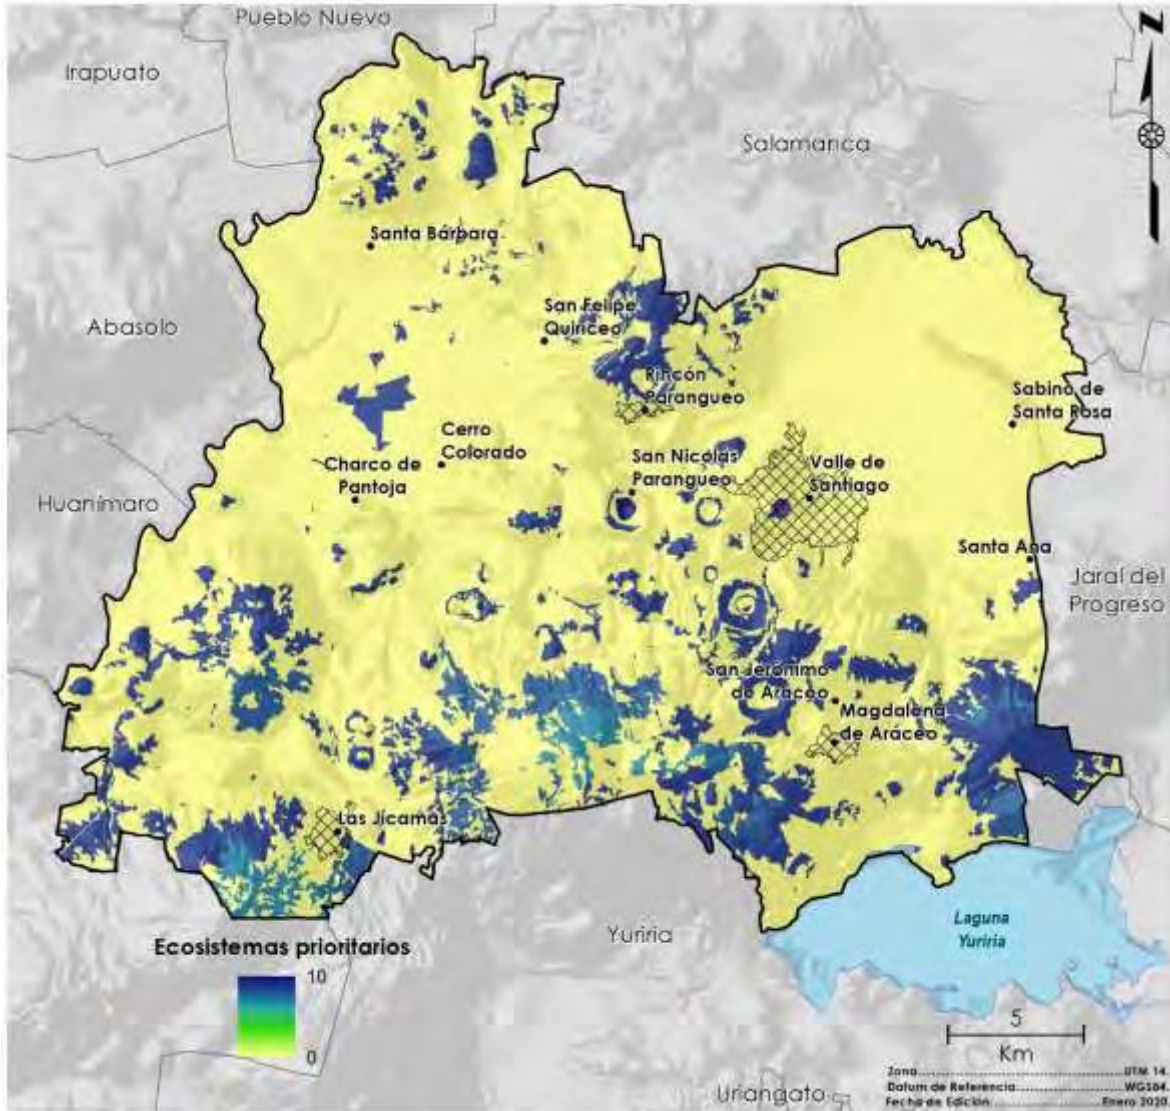 Pueblo Nuevo
Irapuato
Salamanca
Santa Bárbara
Abasolo
San Felipe
Quiriceo
Rincón
Parangueo
Sabino de
Santa Rosa
Cerro
Colorado
Charco de
Pantoja
San Nicolás
Parangueo
Valle de
Santiago
Huanímaro
Santa Ana
Jaral del
Progreso
San Jerónimo
de Aráceo
Magdalena
de Aráceo
Las Jícamas
Yuriria
Laguna
Yuriria
Ecosistemas prioritarios
10
0
5
Km
Zona UTM 14
Datum de Referencia WGS84
Fecha de Edición Enero 2020
Uriangato